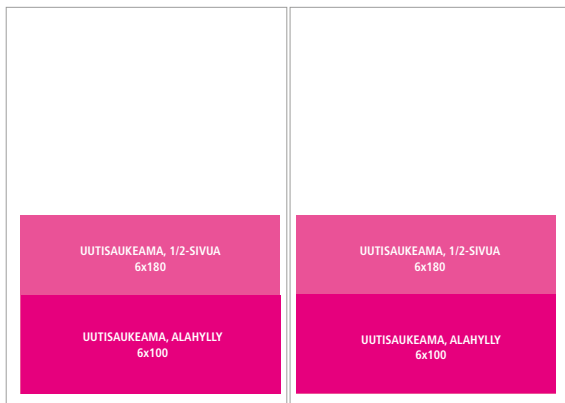 UUTISAUKEAMA, 1/2-SIVUA
6x180
UUTISAUKEAMA, ALAHYLLY
6x100
UUTISAUKEAMA, 1/2-SIVUA
6x180
UUTISAUKEAMA, ALAHYLLY
6x100